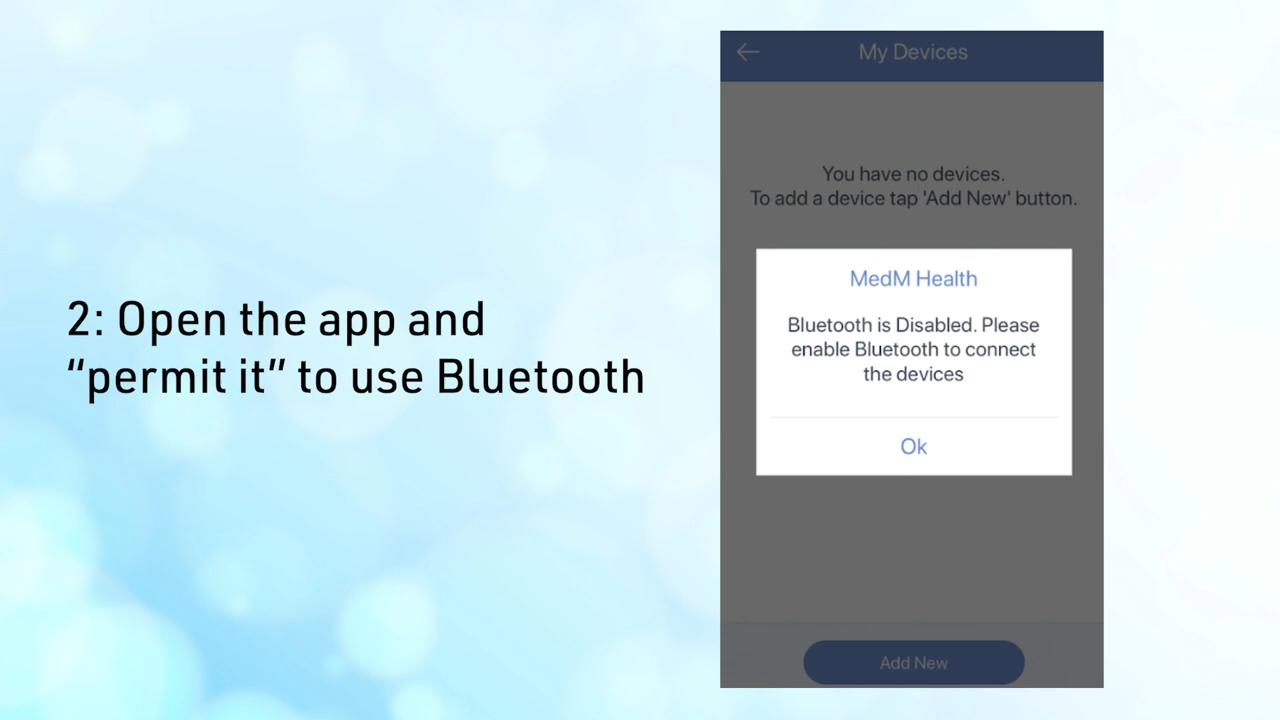 2: Open the app and
“permit it” to use Bluetooth
My Devices
You have no devices.
To add a device tap 'Add New' button.
MedM Health
Bluetooth is Disabled. Please
enable Bluetooth to connect
the devices
Ok
Add New